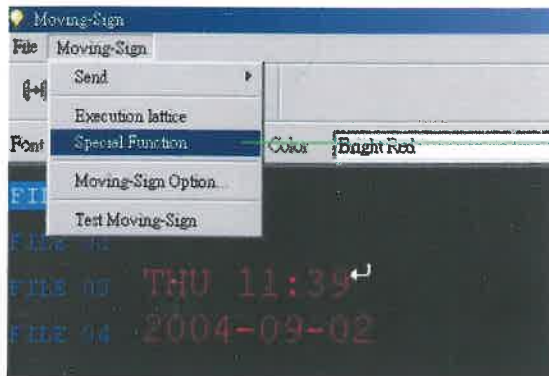 Moving-Sign
File Moving-Sign
Send
Execution lattice
Font Special Function Color Bright Red
Moving-Sign Option...
Test Moving-Sign
FILE 03 THU 11:39
FILE 04 2004-09-02